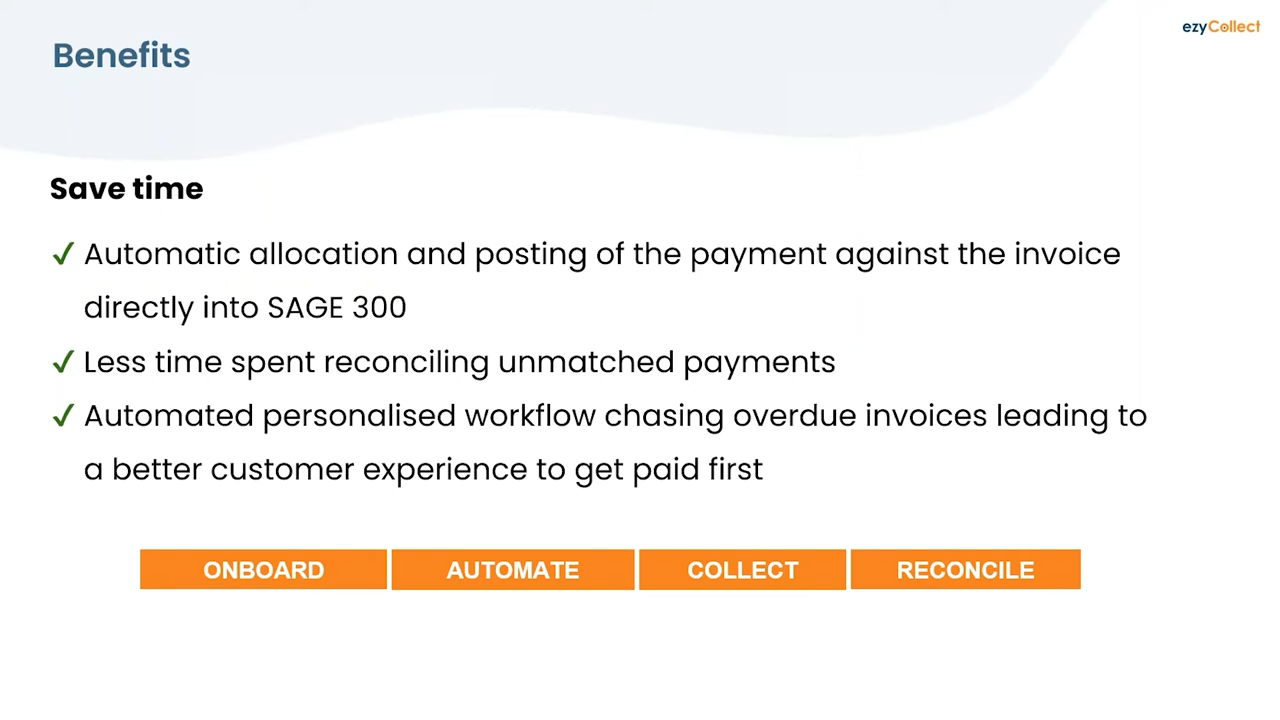 Benefits
ezyCollect
Save time
✓ Automatic allocation and posting of the payment against the invoice
directly into SAGE 300
✓ Less time spent reconciling unmatched payments
✓ Automated personalised workflow chasing overdue invoices leading to
a better customer experience to get paid first
ONBOARD AUTOMATE COLLECT RECONCILE